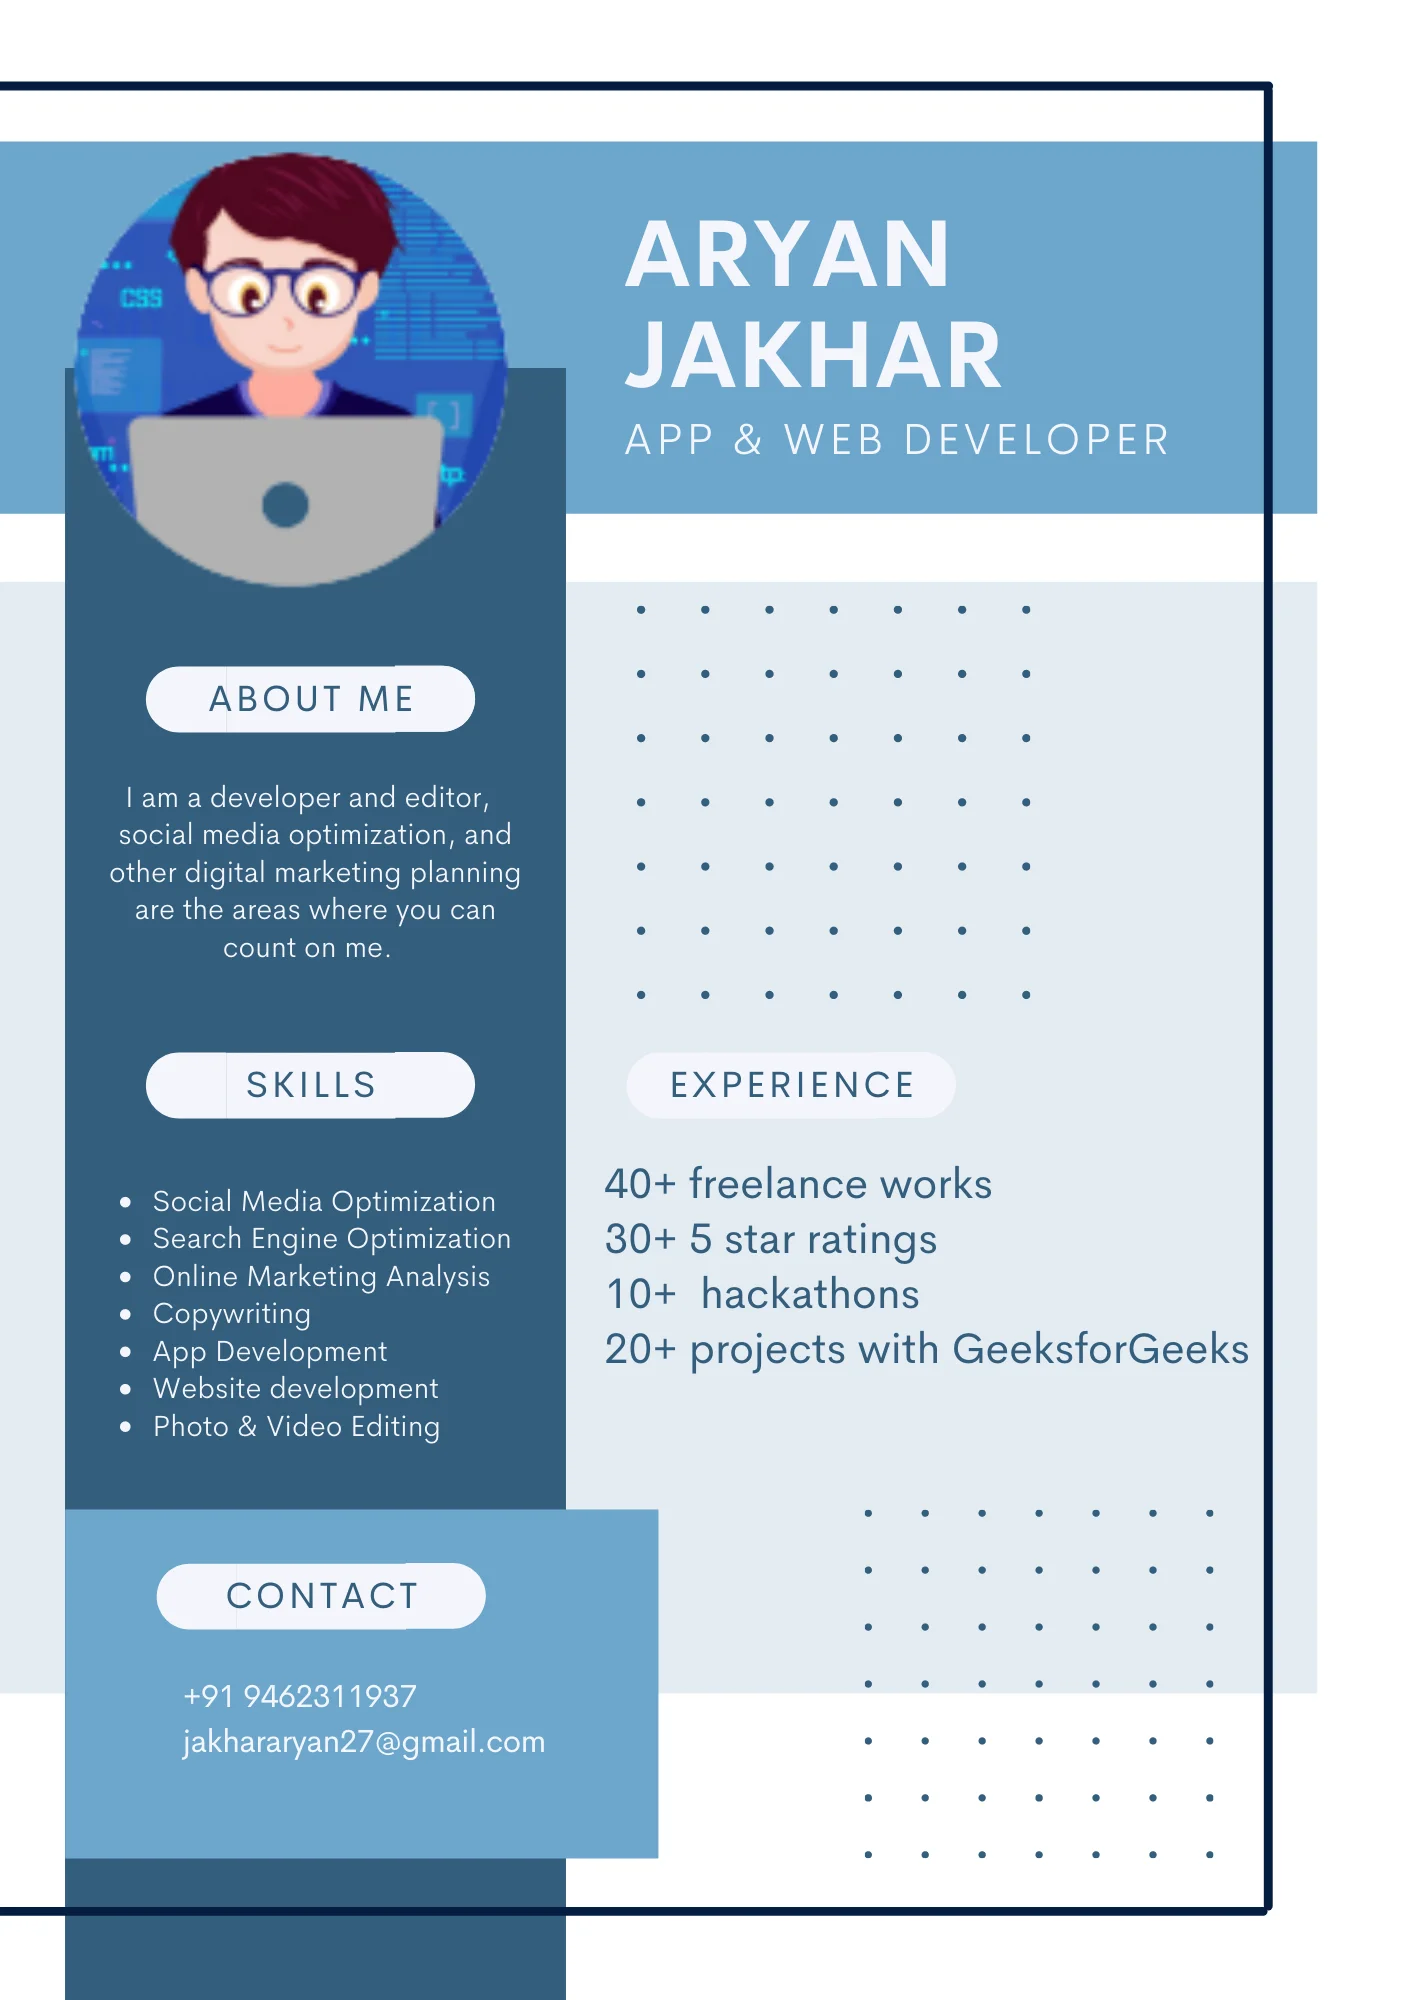 ARYAN
JAKHAR
APP & WEB DEVELOPER
CSS
[ ]
ABOUT ME
I am a developer and editor,
social media optimization, and
other digital marketing planning
are the areas where you can
count on me.
SKILLS
• Social Media Optimization
• Search Engine Optimization
• Online Marketing Analysis
• Copywriting
• App Development
• Website development
• Photo & Video Editing
EXPERIENCE
40+ freelance works
30+ 5 star ratings
10+  hackathons
20+ projects with GeeksforGeeks
CONTACT
+91 9462311937
jakhararyan27@gmail.com